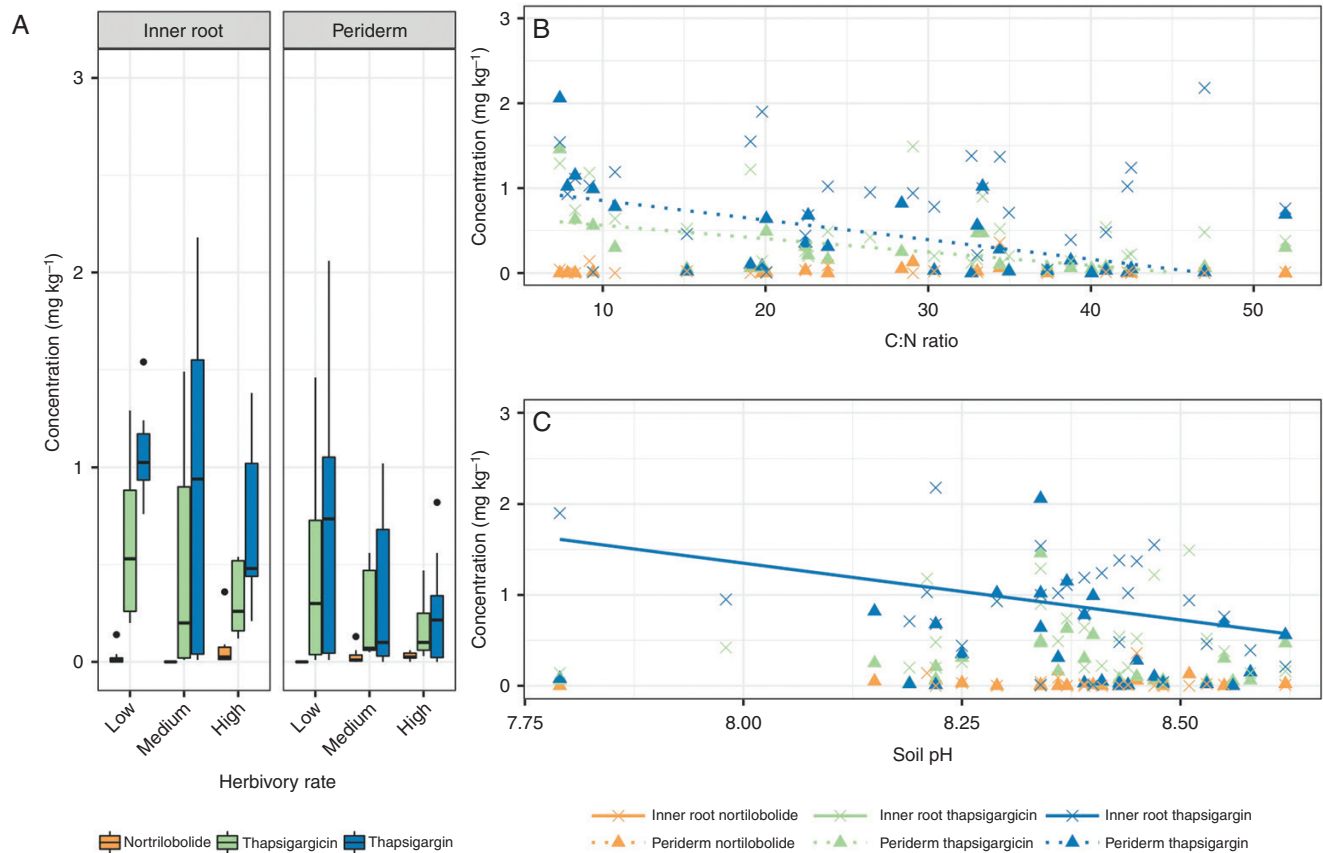 A
Inner root
Periderm
3
2
1
0
Concentration (mg kg⁻¹)
Low
Medium
High
Low
Medium
High
Herbivory rate
Nortrilobolide
Thapsigargicin
Thapsigargin
B
3
2
1
0
Concentration (mg kg⁻¹)
10
20
30
40
50
C:N ratio
C
3
2
1
0
Concentration (mg kg⁻¹)
7.75
8.00
8.25
8.50
Soil pH
Inner root nortilobolide
Inner root thapsigargicin
Inner root thapsigargin
Periderm nortilobolide
Periderm thapsigargicin
Periderm thapsigargin